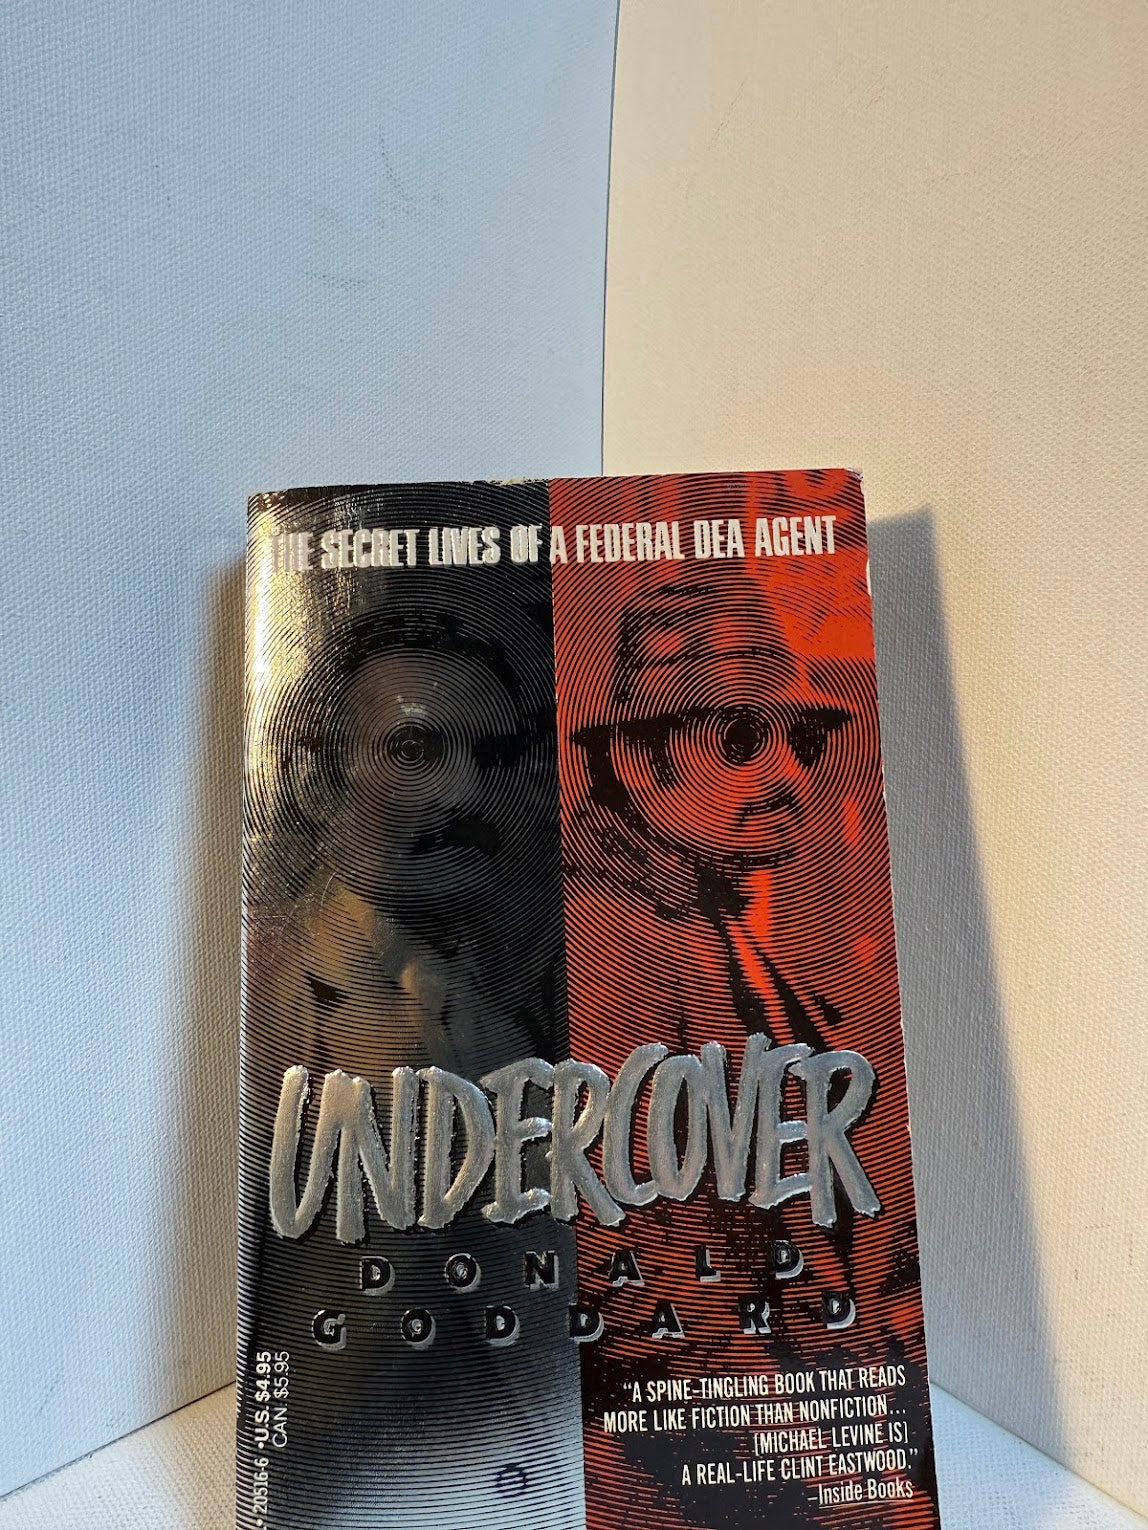 THE SECRET LIVES OF A FEDERAL DEA AGENT
UNDERCOVER
DONALD
GODDARD
"A SPINE-TINGLING BOOK THAT READS
MORE LIKE FICTION THAN NONFICTION...
[MICHAEL LEVINE IS]
A REAL-LIFE CLINT EASTWOOD."
—Inside Books
20516-6 • U.S. $4.95
CAN. $5.95